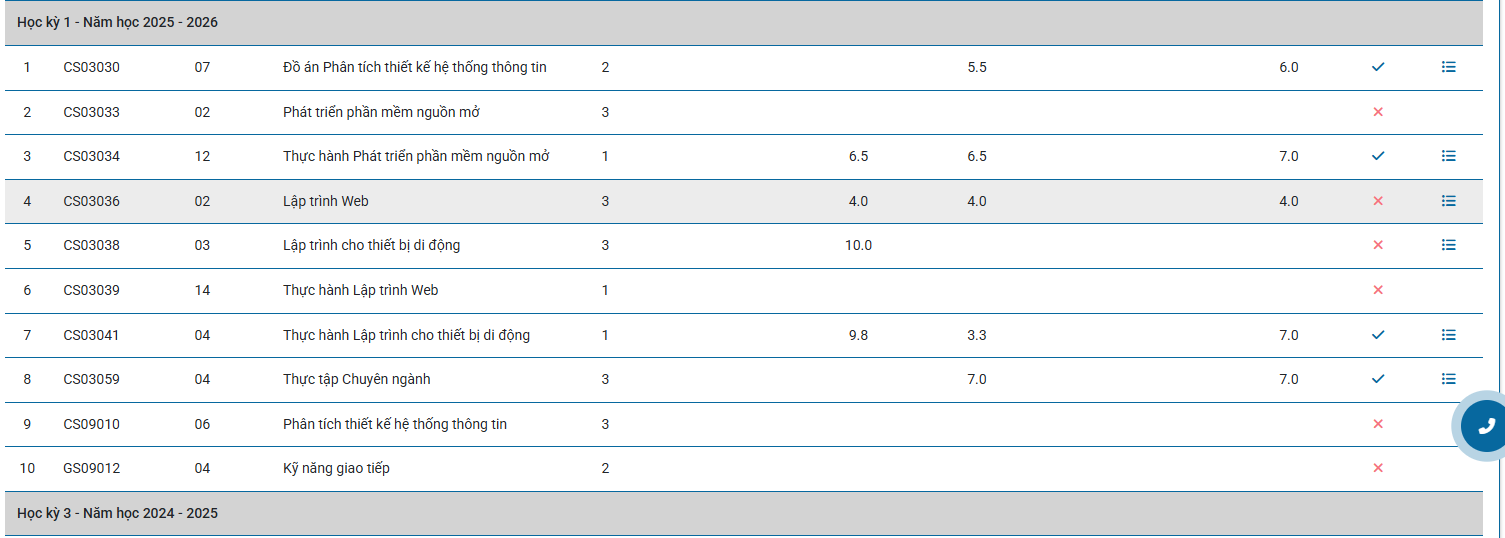 Học kỳ 1 - Năm học 2025 - 2026
1 CS03030 07 Đồ án Phân tích thiết kế hệ thống thông tin 2 5.5 6.0
2 CS03033 02 Phát triển phần mềm nguồn mở 3
3 CS03034 12 Thực hành Phát triển phần mềm nguồn mở 1 6.5 6.5 7.0
4 CS03036 02 Lập trình Web 3 4.0 4.0 4.0
5 CS03038 03 Lập trình cho thiết bị di động 3 10.0
6 CS03039 14 Thực hành Lập trình Web 1
7 CS03041 04 Thực hành Lập trình cho thiết bị di động 1 9.8 3.3 7.0
8 CS03059 04 Thực tập Chuyên ngành 3 7.0 7.0
9 CS09010 06 Phân tích thiết kế hệ thống thông tin 3
10 GS09012 04 Kỹ năng giao tiếp 2
Học kỳ 3 - Năm học 2024 - 2025